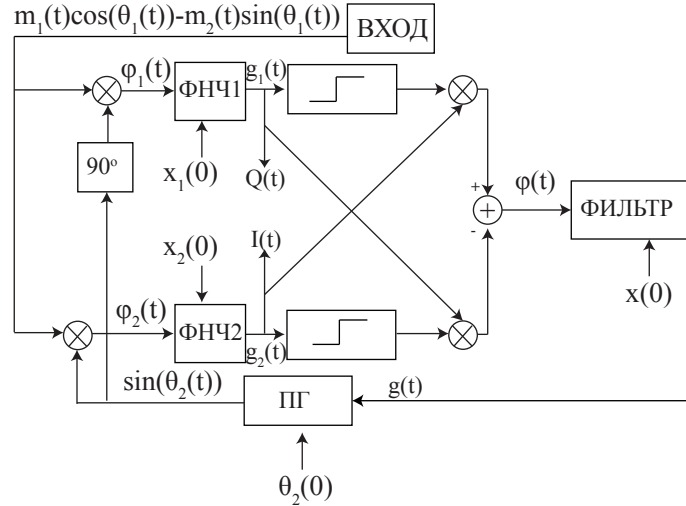 m₁(t)cos(θ₁(t))-m₂(t)sin(θ₁(t))
ВХОД
φ₁(t)
ФНЧ1
g₁(t)
90º
x₁(0)
Q(t)
+
φ(t)
ФИЛЬТР
+
-
x₂(0)
I(t)
x(0)
φ₂(t)
ФНЧ2
g₂(t)
sin(θ₂(t))
ПГ
g(t)
θ₂(0)